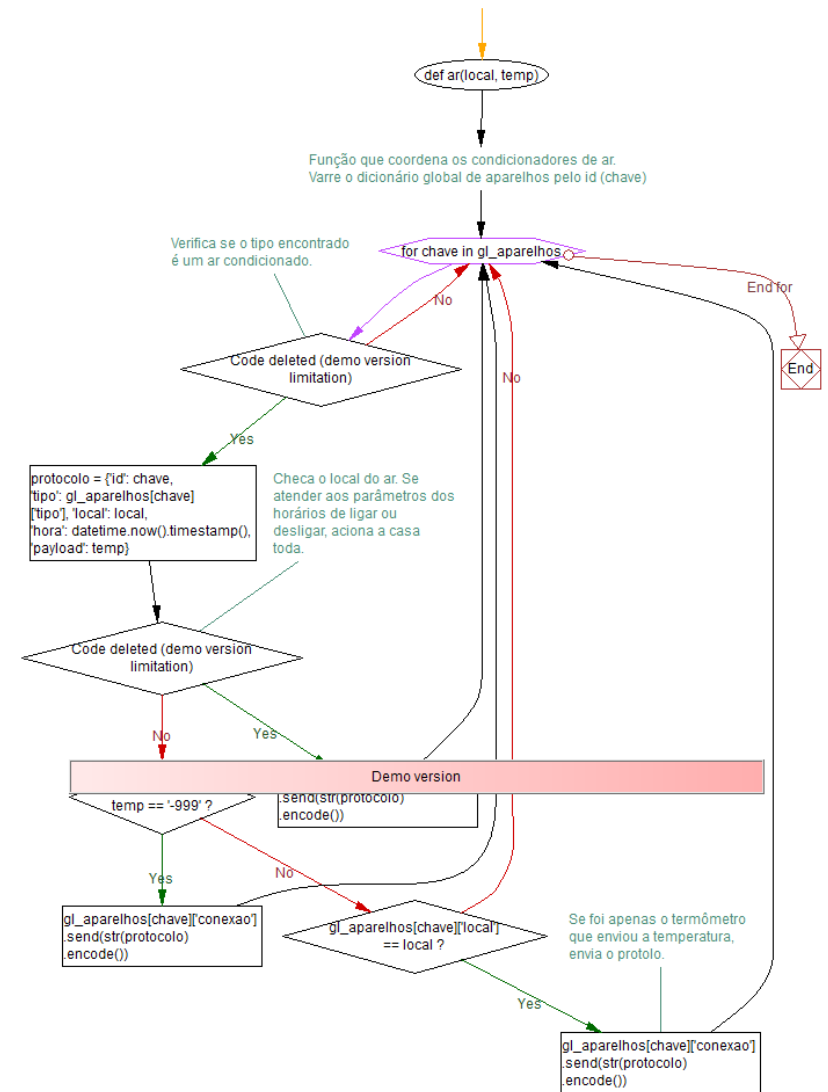 def ar(local, temp)
Função que coordena os condicionadores de ar.
Varre o dicionário global de aparelhos pelo id (chave)
Verifica se o tipo encontrado
é um ar condicionado.
for chave in gl_aparelhos
End for
No
End
Code deleted (demo version
limitation)
No
Yes
protocolo = {'id': chave,
'tipo': gl_aparelhos[chave]
['tipo'], 'local': local,
'hora': datetime.now().timestamp(),
'payload': temp}
Checa o local do ar. Se
atender aos parâmetros dos
horários de ligar ou
desligar, aciona a casa
toda.
Code deleted (demo version
limitation)
No
Yes
Demo version
temp == '-999' ?
.send(str(protocolo)
.encode())
Yes
No
gl_aparelhos[chave]['conexao']
.send(str(protocolo)
.encode())
gl_aparelhos[chave]['local']
== local ?
Se foi apenas o termômetro
que enviou a temperatura,
envia o protolo.
Yes
gl_aparelhos[chave]['conexao']
.send(str(protocolo)
.encode())